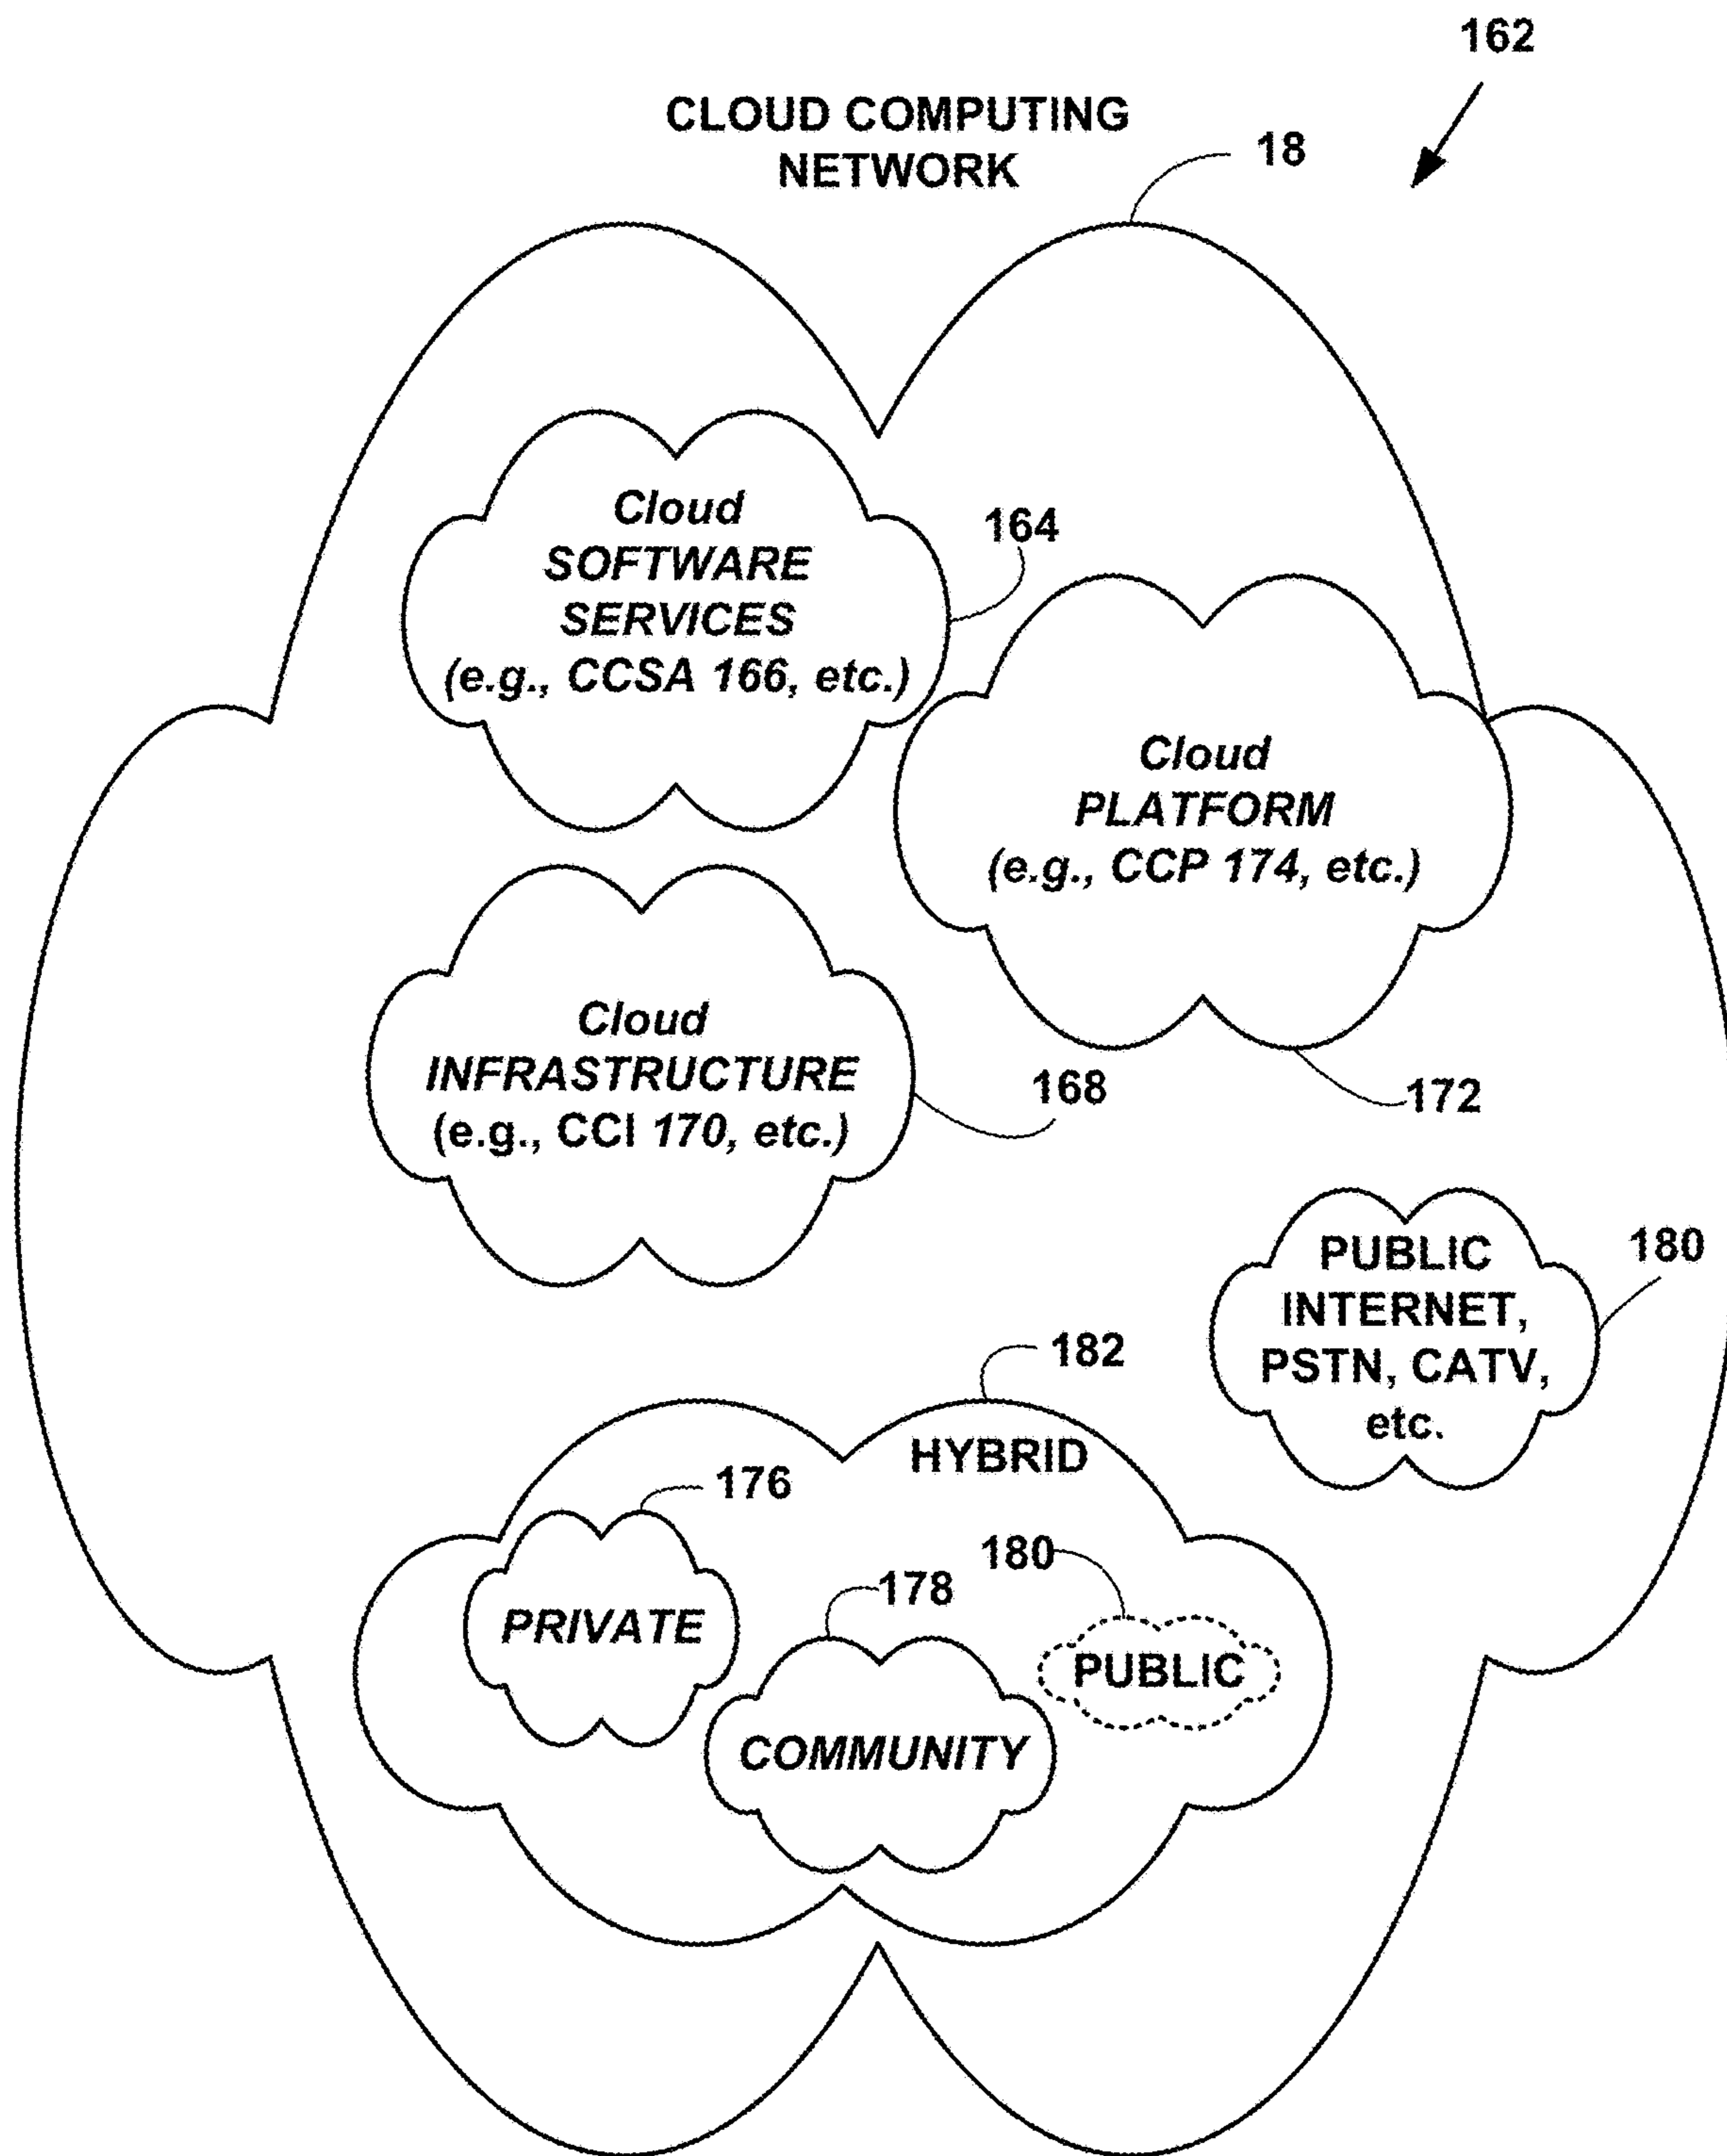 162
CLOUD COMPUTING
NETWORK
18
Cloud
SOFTWARE
SERVICES
(e.g., CCSA 166, etc.)
164
Cloud
PLATFORM
(e.g., CCP 174, etc.)
172
Cloud
INFRASTRUCTURE
(e.g., CCI 170, etc.)
168
PUBLIC
INTERNET,
PSTN, CATV,
etc.
180
182
HYBRID
176
PRIVATE
178
COMMUNITY
180
PUBLIC